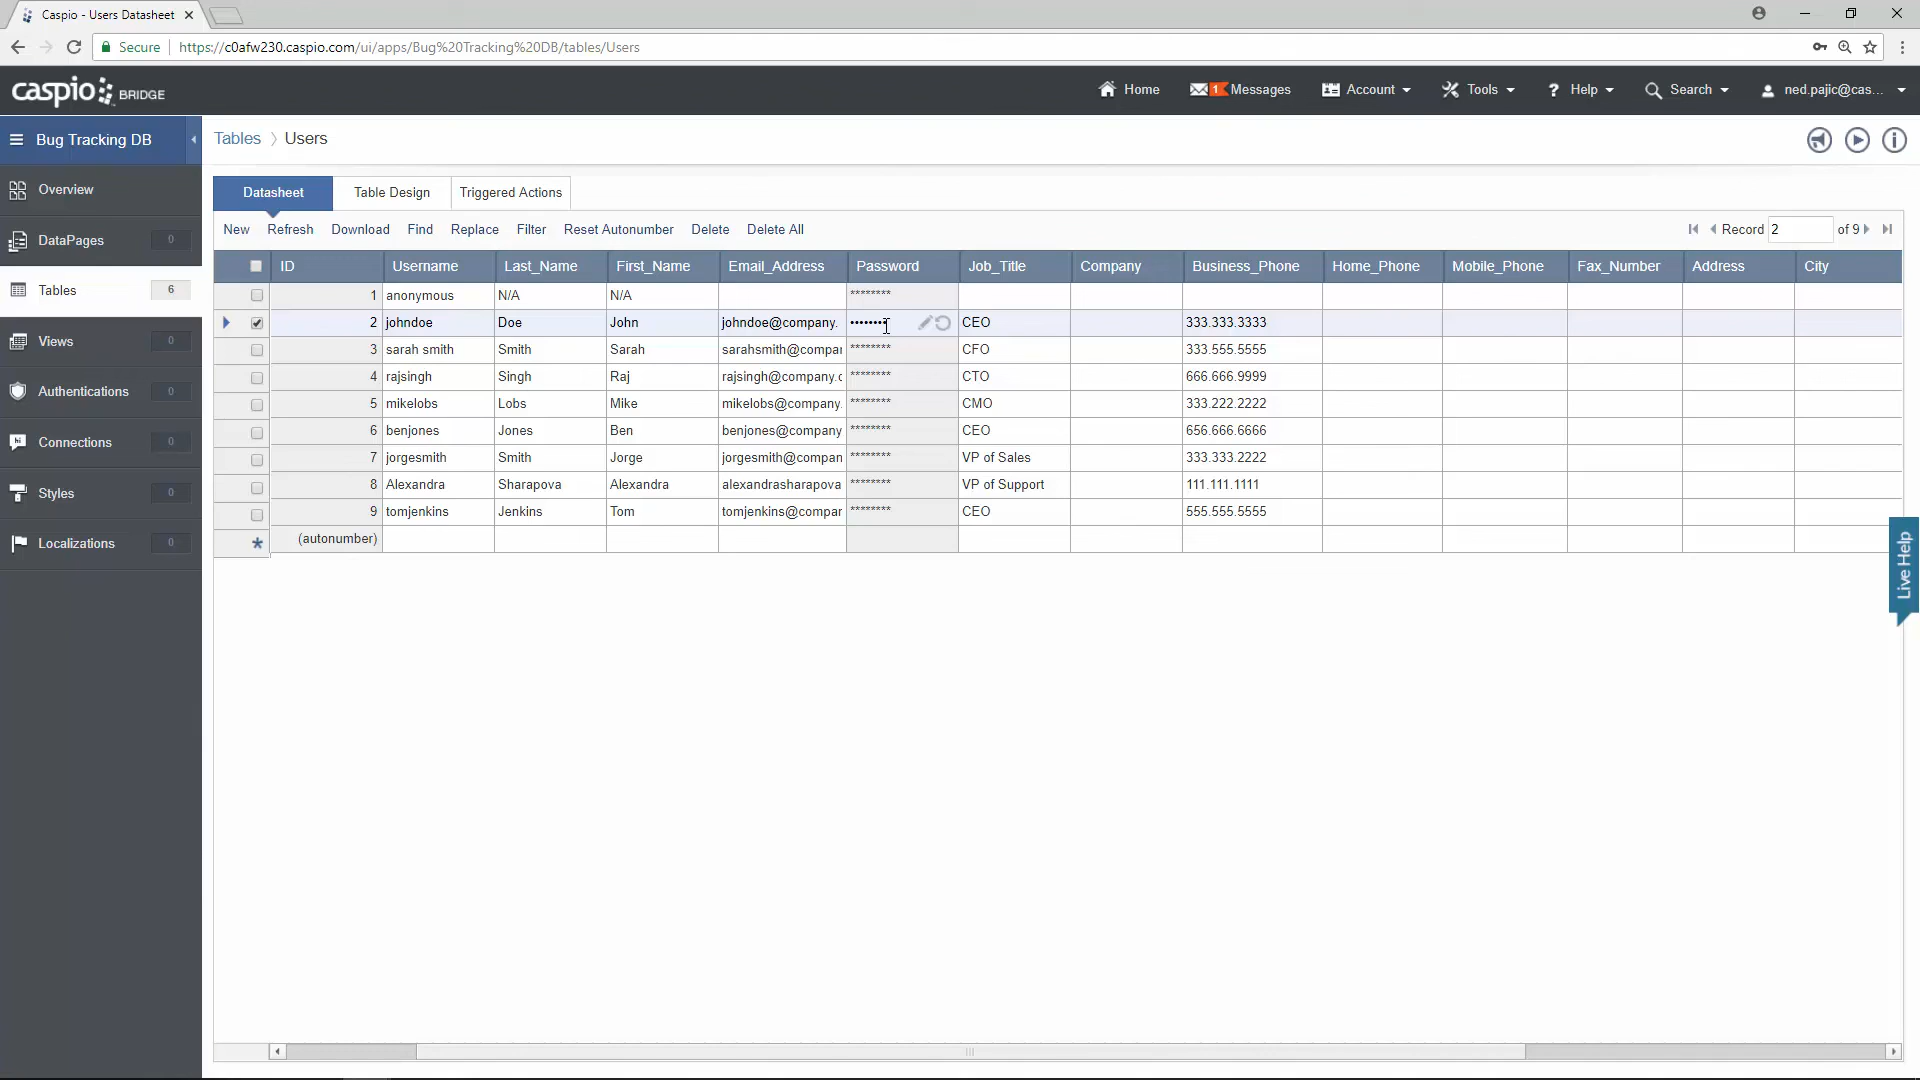 Caspio - Users Datasheet
Secure https://c0afw230.caspio.com/ui/apps/Bug%20Tracking%20DB/tables/Users
caspio BRIDGE
Home 1 Messages Account Tools ? Help Search ned.pajic@cas...
Bug Tracking DB
Tables 〉 Users
Overview
DataPages 0
Tables 6
Views 0
Authentications 0
Connections 0
Styles 0
Localizations 0
Datasheet Table Design Triggered Actions
New Refresh Download Find Replace Filter Reset Autonumber Delete Delete All Record 2 of 9
ID Username Last_Name First_Name Email_Address Password Job_Title Company Business_Phone Home_Phone Mobile_Phone Fax_Number Address City
1 anonymous N/A N/A ********
2 johndoe Doe John johndoe@company. •••••••• CEO 333.333.3333
3 sarah smith Smith Sarah sarahsmith@compar ******** CFO 333.555.5555
4 rajsingh Singh Raj rajsingh@company.c ******** CTO 666.666.9999
5 mikelobs Lobs Mike mikelobs@company. ******** CMO 333.222.2222
6 benjones Jones Ben benjones@company ******** CEO 656.666.6666
7 jorgesmith Smith Jorge jorgesmith@compan ******** VP of Sales 333.333.2222
8 Alexandra Sharapova Alexandra alexandrasharapova ******** VP of Support 111.111.1111
9 tomjenkins Jenkins Tom tomjenkins@compar ******** CEO 555.555.5555
* (autonumber)
Live Help